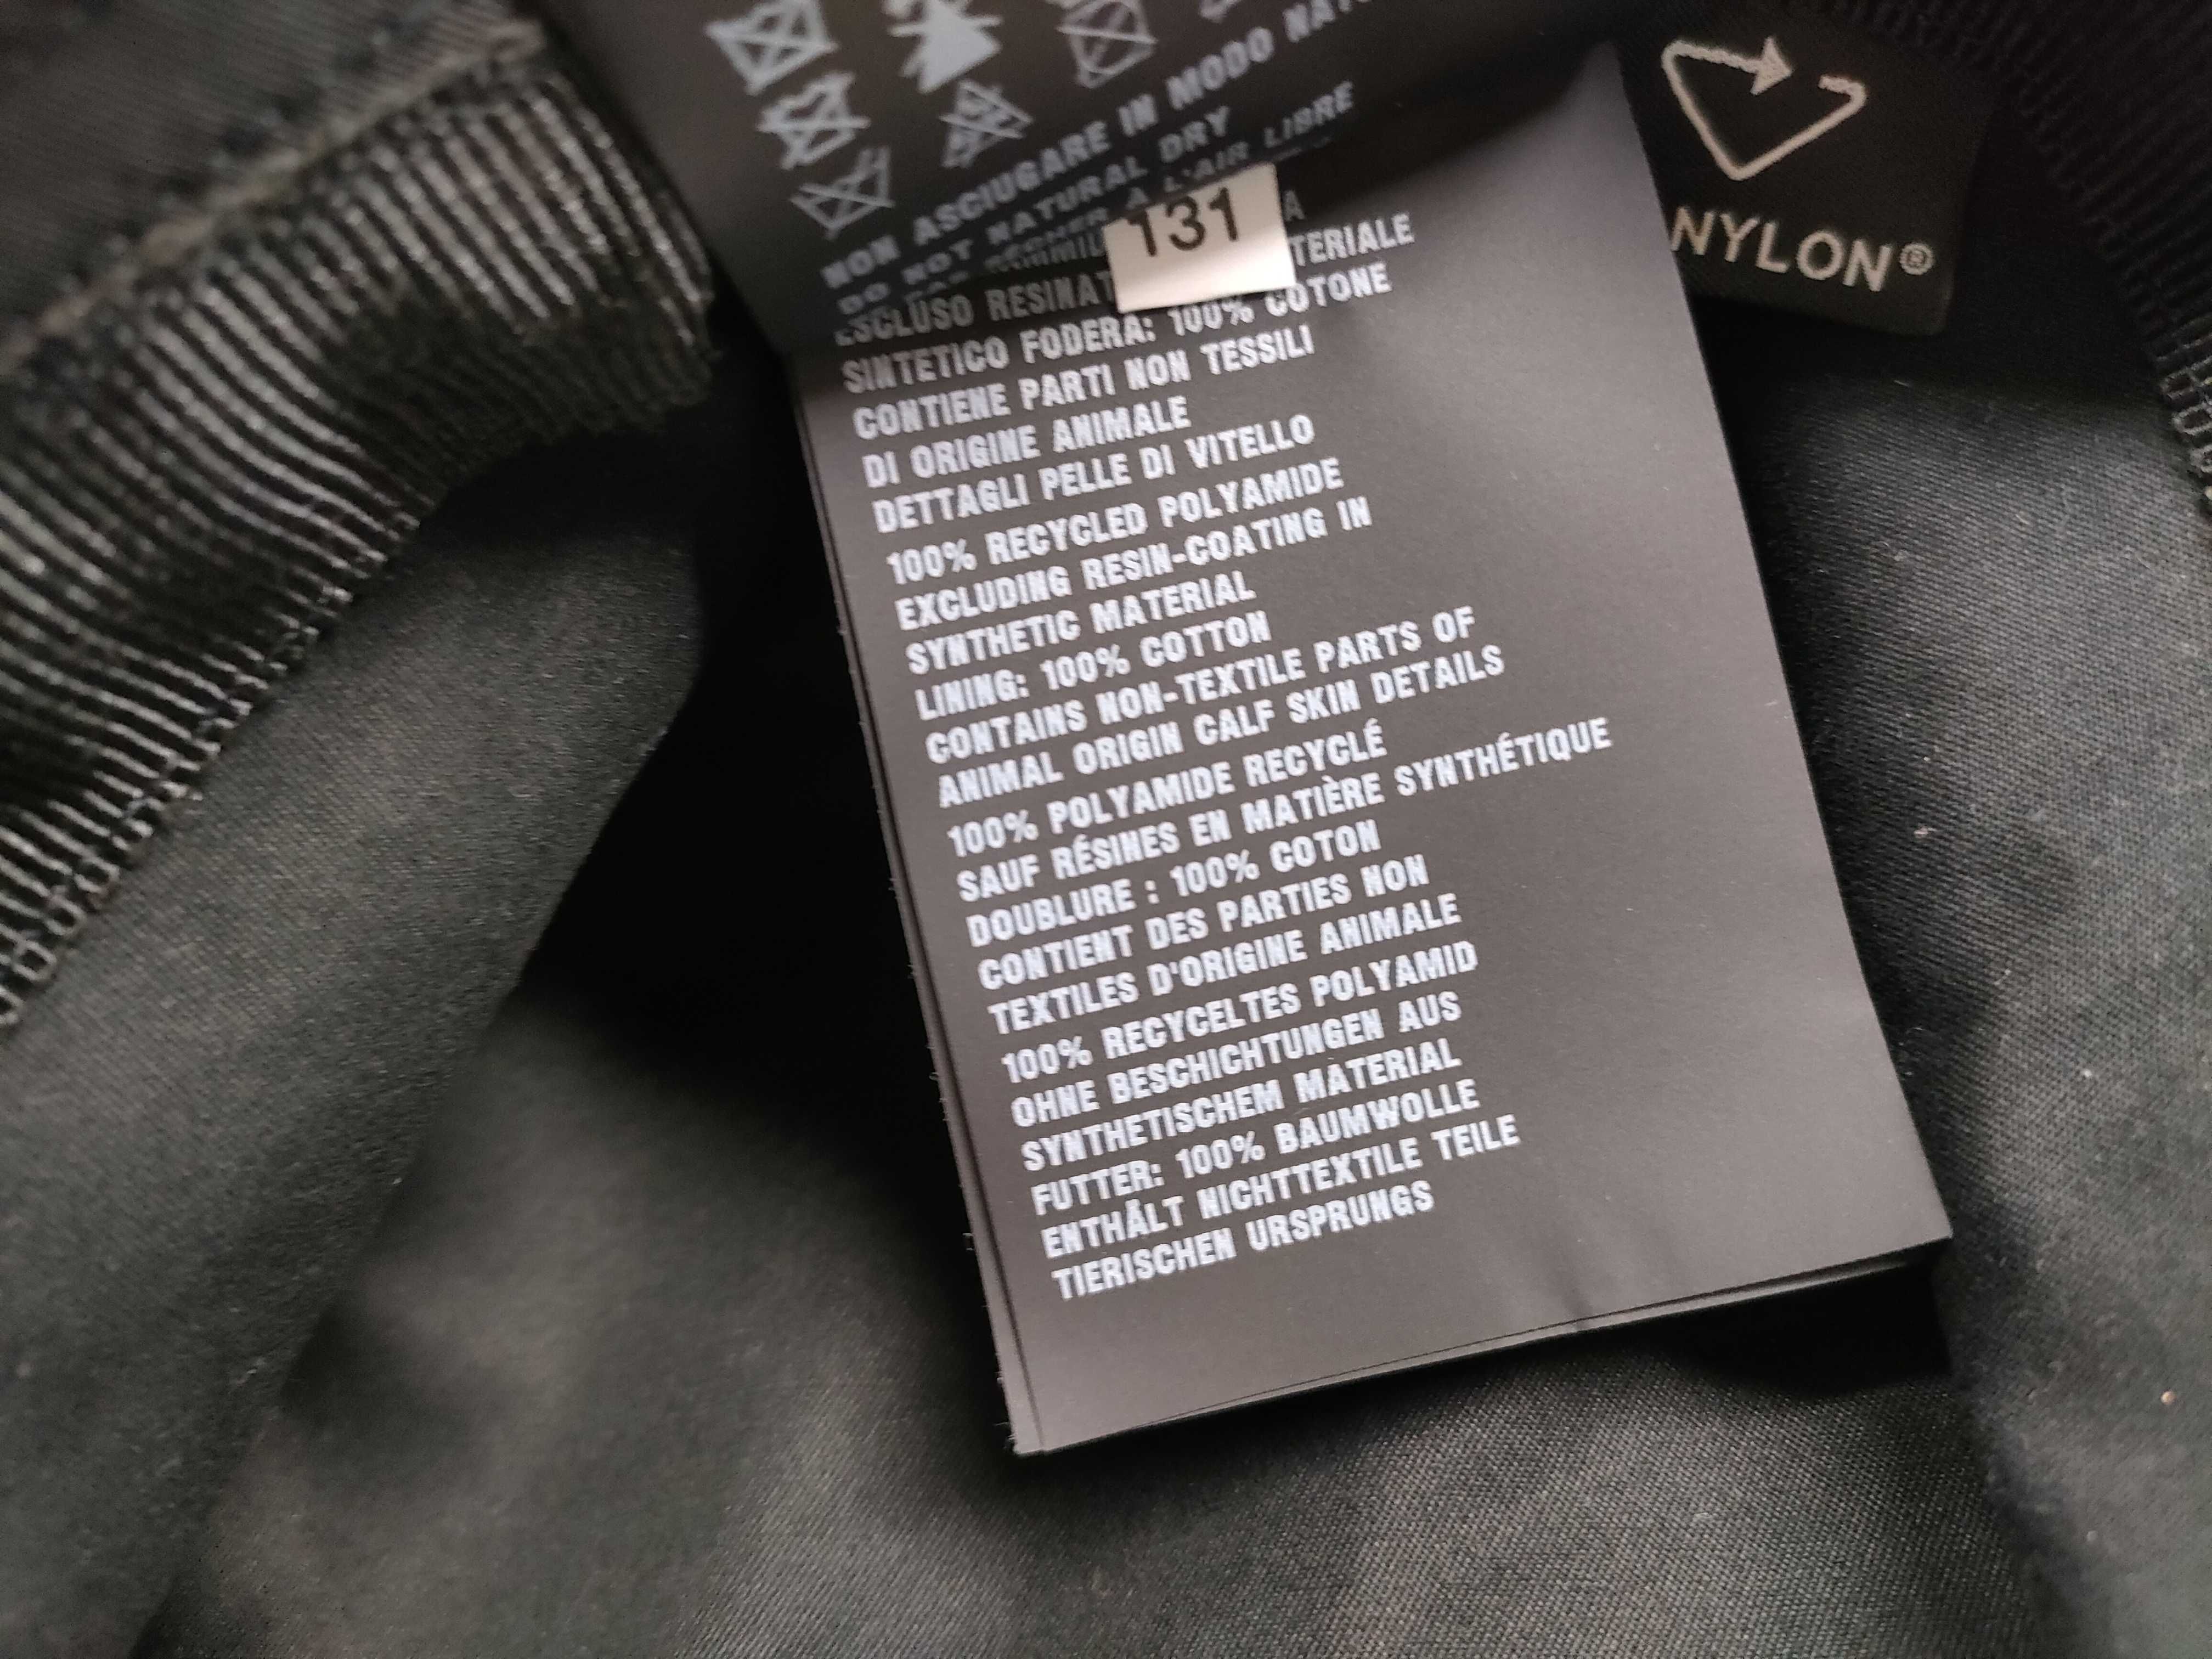 NON ASCIUGARE IN MODO
DO NOT NATURAL DRY
À L'AIR LIBRE
131
ESCLUSO
SINTETICO FODERA: 100% COTONE
CONTIENE PARTI NON TESSILI
DI ORIGINE ANIMALE
DETTAGLI PELLE DI VITELLO
100% RECYCLED POLYAMIDE
EXCLUDING RESIN-COATING IN
SYNTHETIC MATERIAL
LINING: 100% COTTON
CONTAINS NON-TEXTILE PARTS OF
ANIMAL ORIGIN CALF SKIN DETAILS
100% POLYAMIDE RECYCLÉ
SAUF RÉSINES EN MATIÈRE SYNTHÉTIQUE
DOUBLURE : 100% COTON
CONTIENT DES PARTIES NON
TEXTILES D'ORIGINE ANIMALE
100% RECYCELTES POLYAMID
OHNE BESCHICHTUNGEN AUS
SYNTHETISCHEM MATERIAL
FUTTER: 100% BAUMWOLLE
ENTHÄLT NICHTTEXTILE TEILE
TIERISCHEN URSPRUNGS
NYLON®